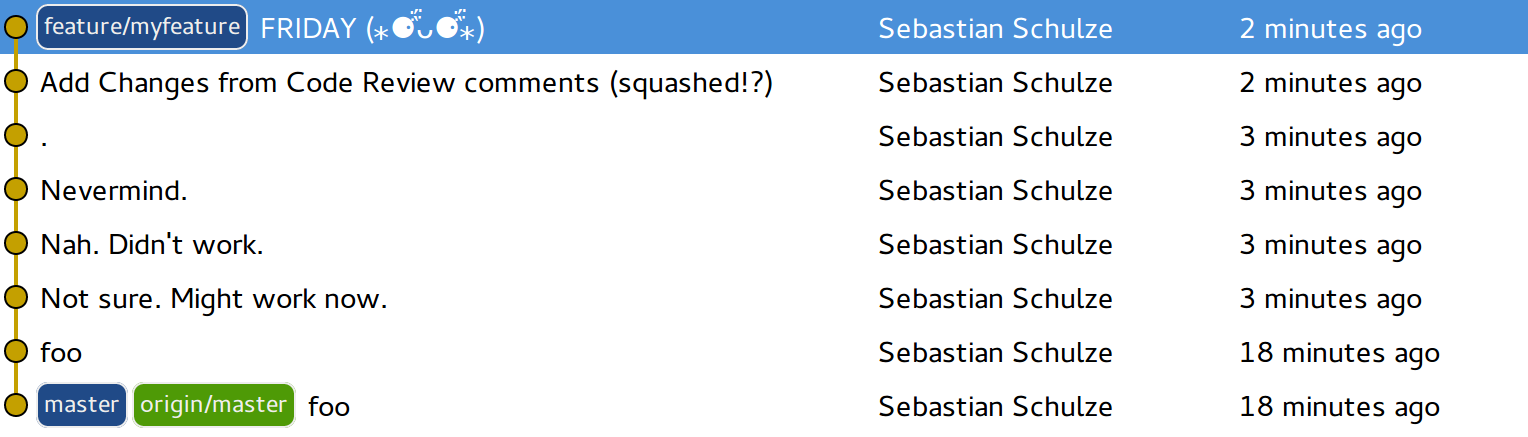 feature/myfeature FRIDAY (⁎⚈᷀᷁ᴗ⚈᷀᷁⁎) Sebastian Schulze 2 minutes ago
Add Changes from Code Review comments (squashed!?) Sebastian Schulze 2 minutes ago
. Sebastian Schulze 3 minutes ago
Nevermind. Sebastian Schulze 3 minutes ago
Nah. Didn't work. Sebastian Schulze 3 minutes ago
Not sure. Might work now. Sebastian Schulze 3 minutes ago
foo Sebastian Schulze 18 minutes ago
master origin/master foo Sebastian Schulze 18 minutes ago